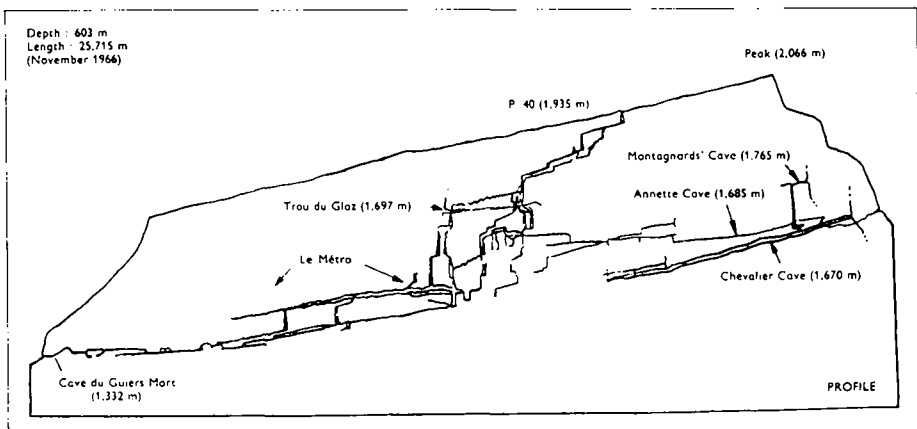 Depth : 603 m
Length : 25,715 m
(November 1966)
Peak (2,066 m)
P 40 (1,935 m)
Montagnards' Cave (1,765 m)
Trou du Glaz (1,697 m)
Annette Cave (1,685 m)
Le Métro
Chevalier Cave (1,670 m)
Cave du Guiers Mort
(1,332 m)
PROFILE